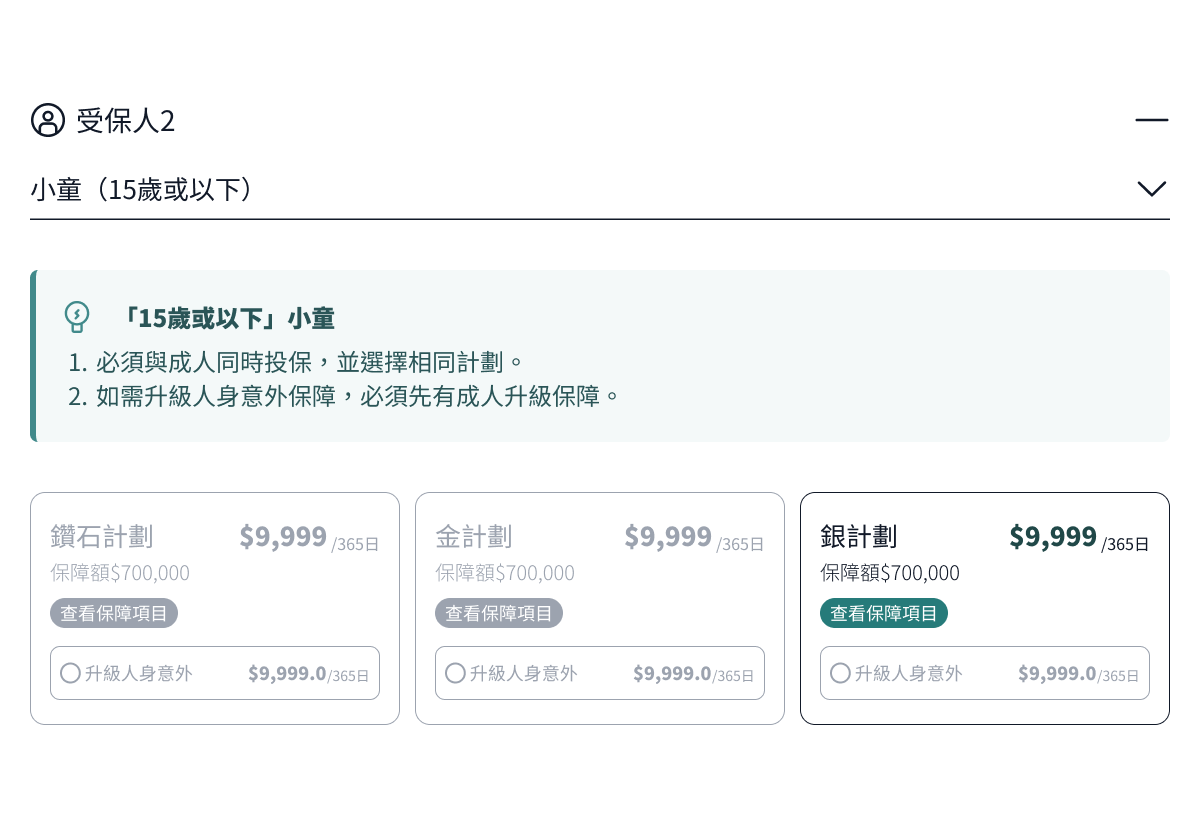 受保人2
小童（15歲或以下）
「15歲或以下」小童
1. 必須與成人同時投保，並選擇相同計劃。
2. 如需升級人身意外保障，必須先有成人升級保障。
鑽石計劃 $9,999 /365日
保障額$700,000
查看保障項目
升級人身意外 $9,999.0/365日
金計劃 $9,999 /365日
保障額$700,000
查看保障項目
升級人身意外 $9,999.0/365日
銀計劃 $9,999 /365日
保障額$700,000
查看保障項目
升級人身意外 $9,999.0/365日